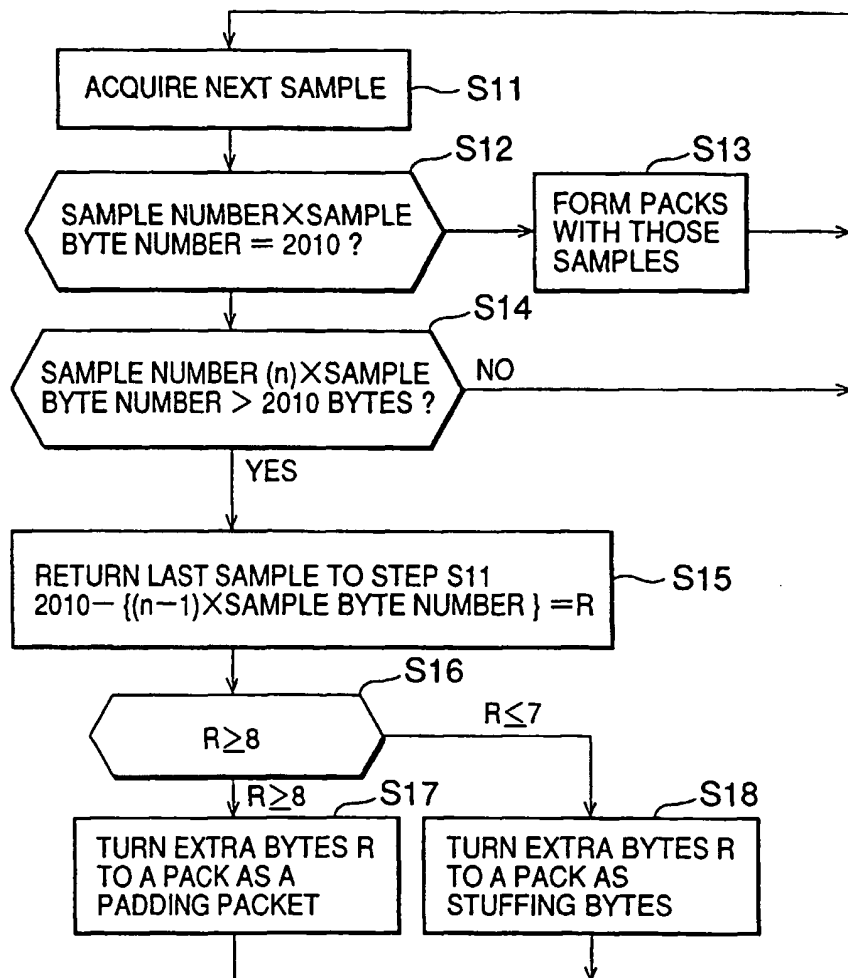 ACQUIRE NEXT SAMPLE
S11
S12
SAMPLE NUMBER×SAMPLE
BYTE NUMBER = 2010 ?
S13
FORM PACKS
WITH THOSE
SAMPLES
S14
SAMPLE NUMBER (n)×SAMPLE
BYTE NUMBER > 2010 BYTES ?
NO
YES
RETURN LAST SAMPLE TO STEP S11
2010− {(n−1)×SAMPLE BYTE NUMBER } =R
S15
S16
R≥8
R≤7
R≥8
S17
TURN EXTRA BYTES R
TO A PACK AS A
PADDING PACKET
S18
TURN EXTRA BYTES R
TO A PACK AS
STUFFING BYTES